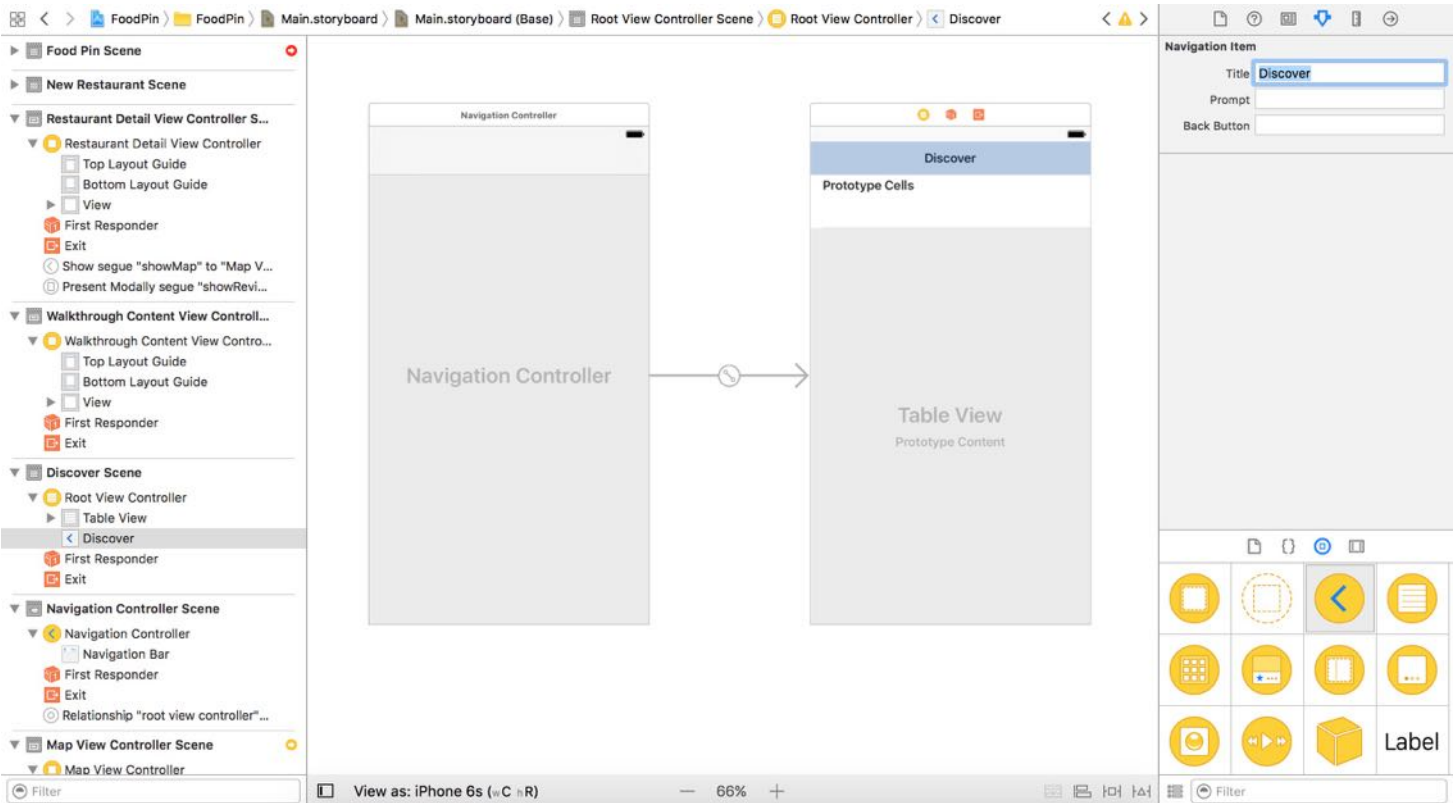 FoodPin
FoodPin
Main.storyboard
Main.storyboard (Base)
Root View Controller Scene
Root View Controller
Discover
Food Pin Scene
New Restaurant Scene
Restaurant Detail View Controller S...
Restaurant Detail View Controller
Top Layout Guide
Bottom Layout Guide
View
First Responder
Exit
Show segue "showMap" to "Map V...
Present Modally segue "showRevi...
Walkthrough Content View Controll...
Walkthrough Content View Contro...
Top Layout Guide
Bottom Layout Guide
View
First Responder
Exit
Discover Scene
Root View Controller
Table View
Discover
First Responder
Exit
Navigation Controller Scene
Navigation Controller
Navigation Bar
First Responder
Exit
Relationship "root view controller"...
Map View Controller Scene
Map View Controller
Filter
Navigation Controller
Navigation Controller
Discover
Prototype Cells
Table View
Prototype Content
View as: iPhone 6s (wC hR)
66%
Navigation Item
Title Discover
Prompt
Back Button
Label
Filter